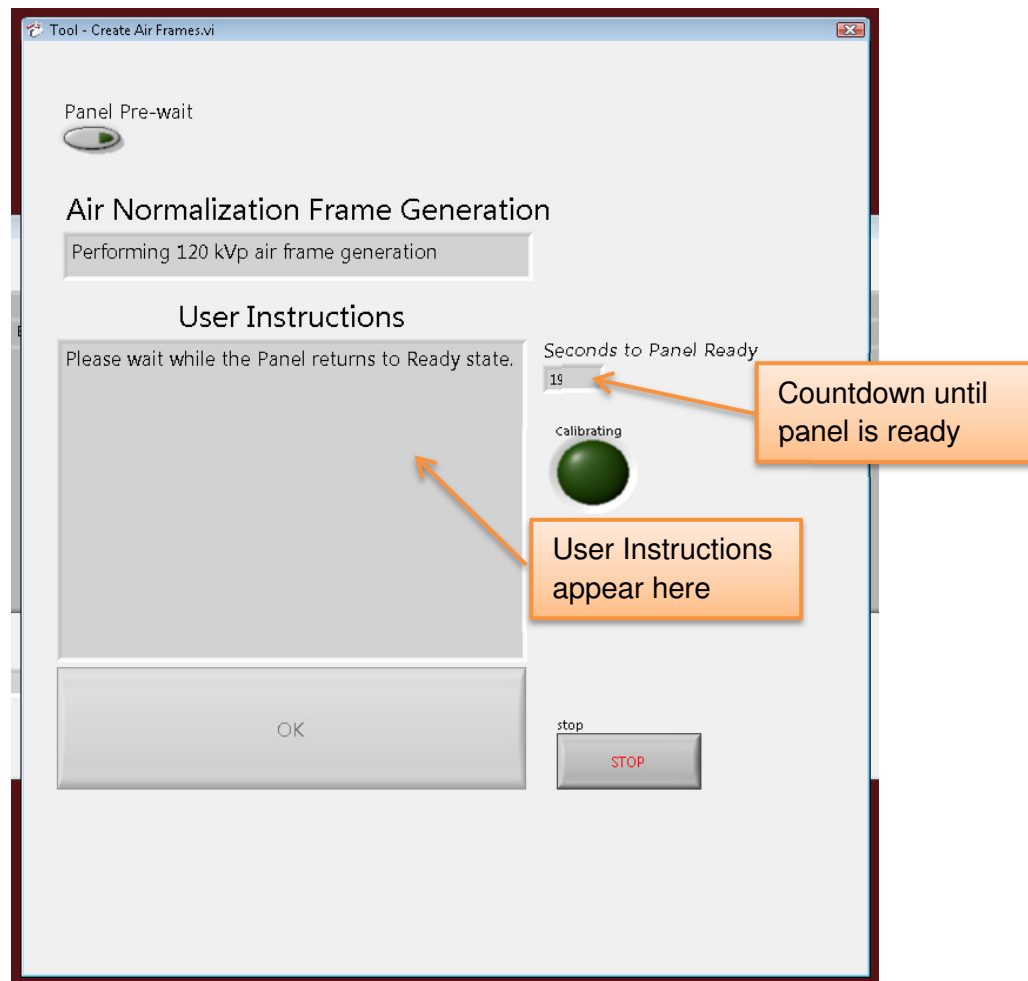 Tool - Create Air Frames.vi
Panel Pre-wait
Air Normalization Frame Generation
Performing 120 kVp air frame generation
User Instructions
Please wait while the Panel returns to Ready state.
Seconds to Panel Ready
19
Countdown until
panel is ready
Calibrating
User Instructions
appear here
OK
stop
STOP